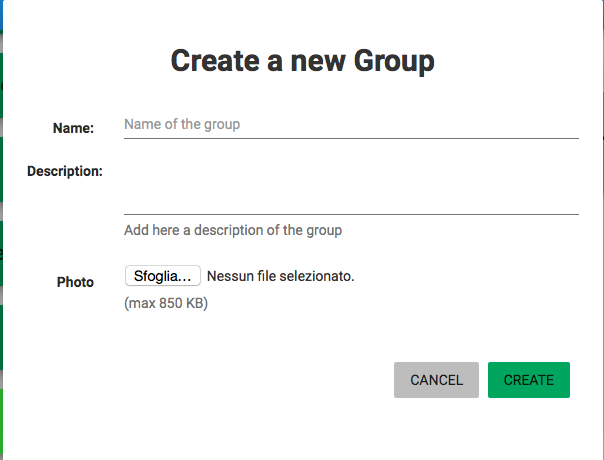 Create a new Group
Name: Name of the group
Description:
Add here a description of the group
Photo Sfoglia... Nessun file selezionato.
(max 850 KB)
CANCEL CREATE